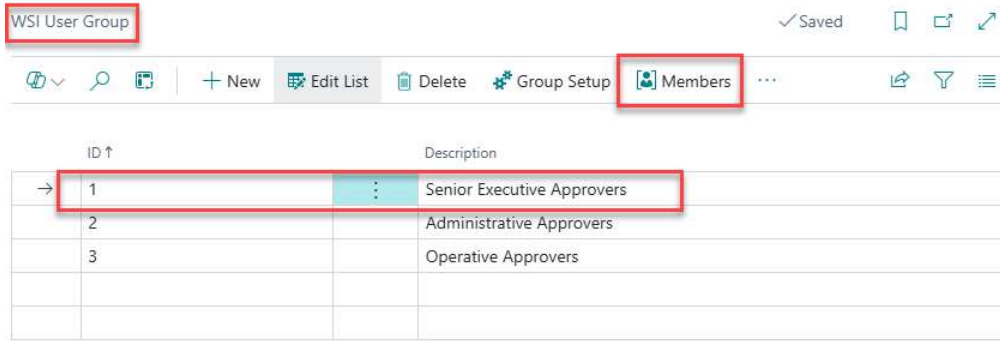 WSI User Group ✓ Saved
+ New Edit List Delete Group Setup Members ...
ID ↑ Description
→ 1 ⋮ Senior Executive Approvers
2 Administrative Approvers
3 Operative Approvers